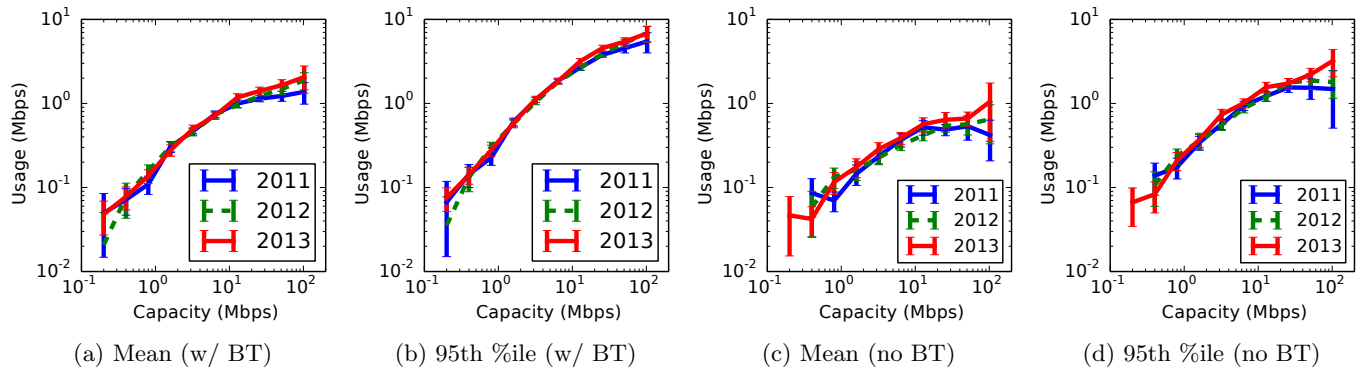 10^1
10^0
10^-1
10^-2
Usage (Mbps)
2011
2012
2013
10^-1 10^0 10^1 10^2
Capacity (Mbps)
(a) Mean (w/ BT)
10^1
10^0
10^-1
10^-2
Usage (Mbps)
2011
2012
2013
10^-1 10^0 10^1 10^2
Capacity (Mbps)
(b) 95th %ile (w/ BT)
10^1
10^0
10^-1
10^-2
Usage (Mbps)
2011
2012
2013
10^-1 10^0 10^1 10^2
Capacity (Mbps)
(c) Mean (no BT)
10^1
10^0
10^-1
10^-2
Usage (Mbps)
2011
2012
2013
10^-1 10^0 10^1 10^2
Capacity (Mbps)
(d) 95th %ile (no BT)